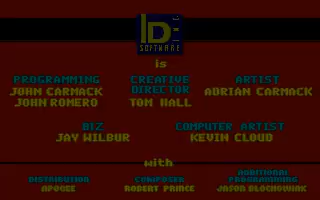 ID
SOFTWARE
is
PROGRAMMING
JOHN CARMACK
JOHN ROMERO
CREATIVE
DIRECTOR
TOM HALL
ARTIST
ADRIAN CARMACK
BIZ
JAY WILBUR
COMPUTER ARTIST
KEVIN CLOUD
with
DISTRIBUTION
APOGEE
COMPOSER
ROBERT PRINCE
ADDITIONAL
PROGRAMMING
JASON BLOCHOWIAK